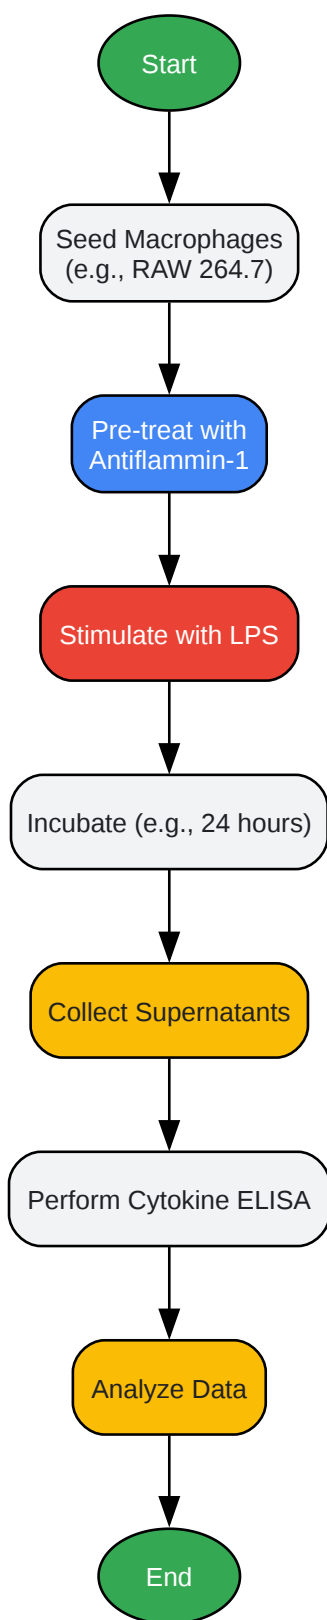 Start
Seed Macrophages
(e.g., RAW 264.7)
Pre-treat with
Antiflammin-1
Stimulate with LPS
Incubate (e.g., 24 hours)
Collect Supernatants
Perform Cytokine ELISA
Analyze Data
End